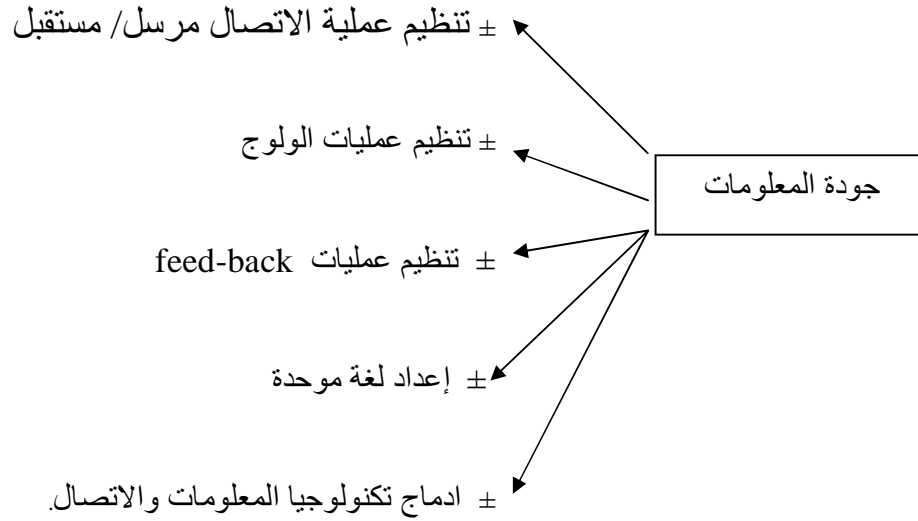 ± تنظيم عملية الاتصال مرسل/ مستقبل
± تنظيم عمليات الولوج
جودة المعلومات
± تنظيم عمليات feed-back
± إعداد لغة موحدة
± ادماج تكنولوجيا المعلومات والاتصال.